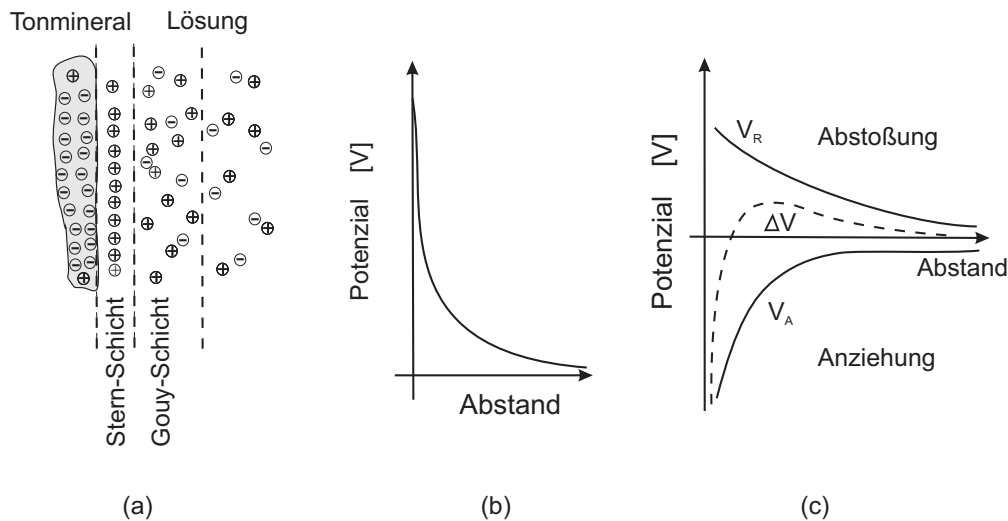 Tonmineral
Lösung
Stern-Schicht
Gouy-Schicht
(a)
Potenzial [V]
Abstand
(b)
Potenzial [V]
V_R
Abstoßung
ΔV
Abstand
V_A
Anziehung
(c)